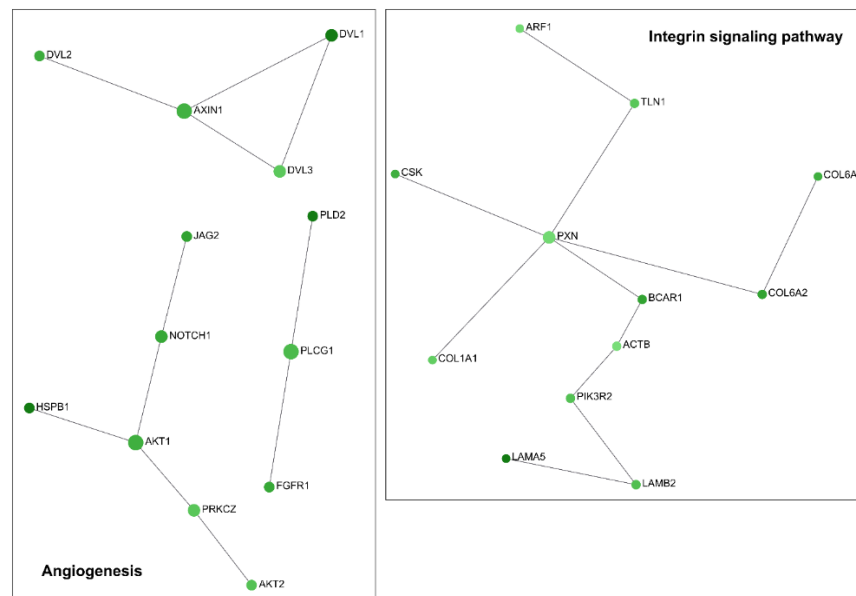 DVL1
DVL2
AXIN1
DVL3
PLD2
JAG2
NOTCH1
PLCG1
HSPB1
AKT1
FGFR1
PRKCZ
AKT2
Angiogenesis
ARF1
Integrin signaling pathway
TLN1
CSK
COL6A
PXN
COL6A2
BCAR1
ACTB
COL1A1
PIK3R2
LAMA5
LAMB2